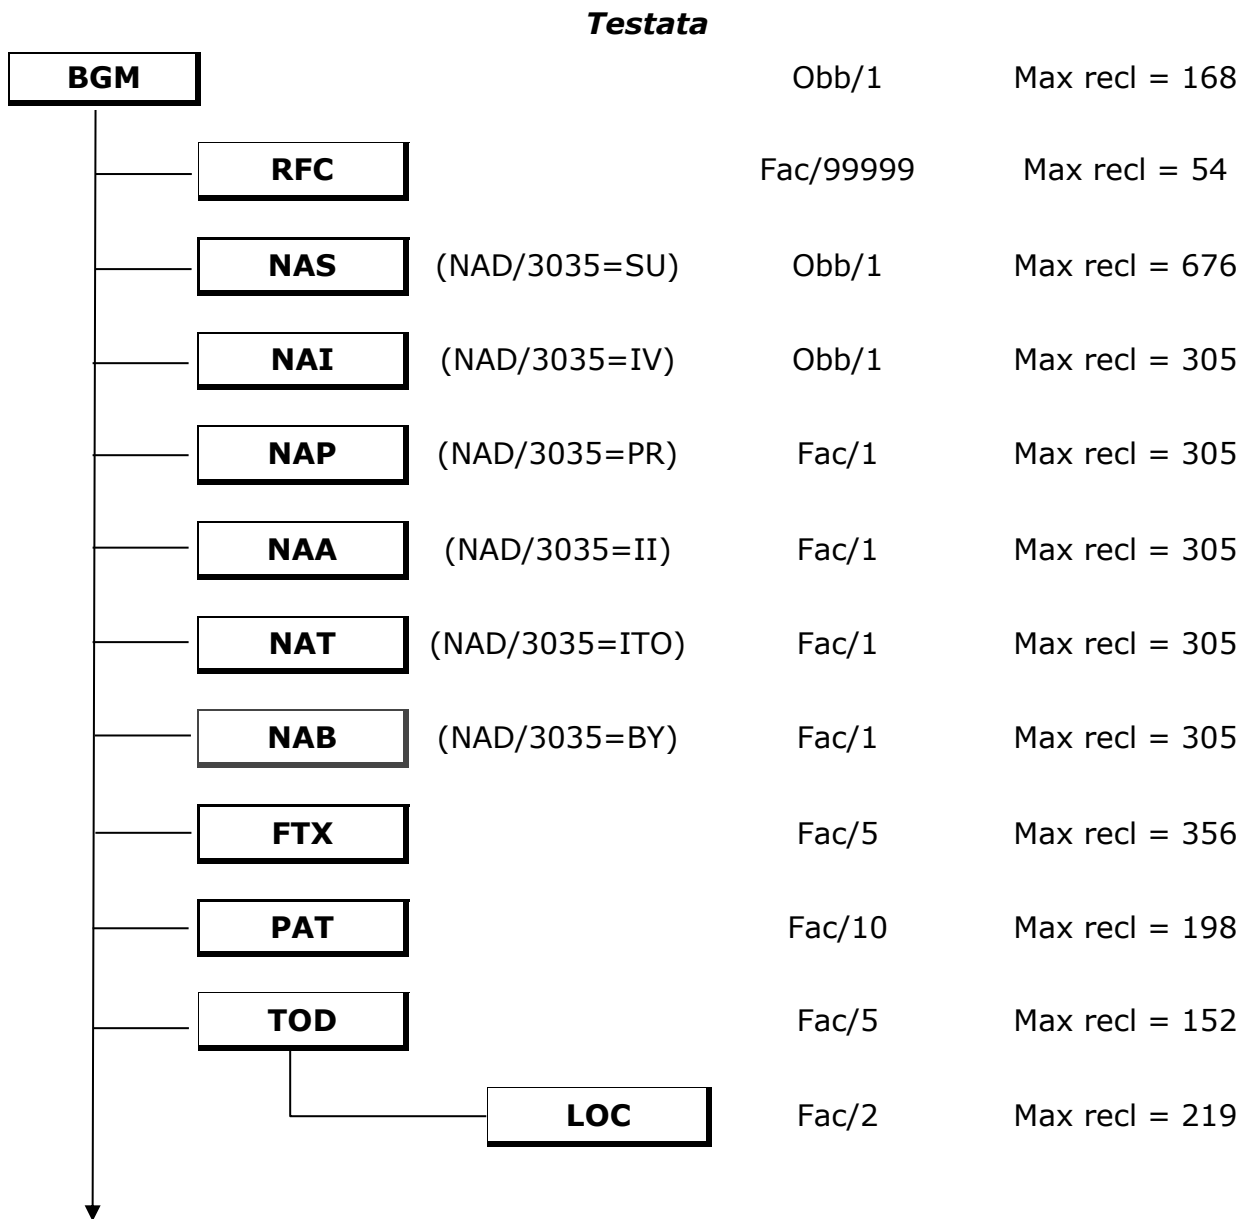 Testata
BGM Obb/1 Max recl = 168
RFC Fac/99999 Max recl = 54
NAS (NAD/3035=SU) Obb/1 Max recl = 676
NAI (NAD/3035=IV) Obb/1 Max recl = 305
NAP (NAD/3035=PR) Fac/1 Max recl = 305
NAA (NAD/3035=II) Fac/1 Max recl = 305
NAT (NAD/3035=ITO) Fac/1 Max recl = 305
NAB (NAD/3035=BY) Fac/1 Max recl = 305
FTX Fac/5 Max recl = 356
PAT Fac/10 Max recl = 198
TOD Fac/5 Max recl = 152
LOC Fac/2 Max recl = 219